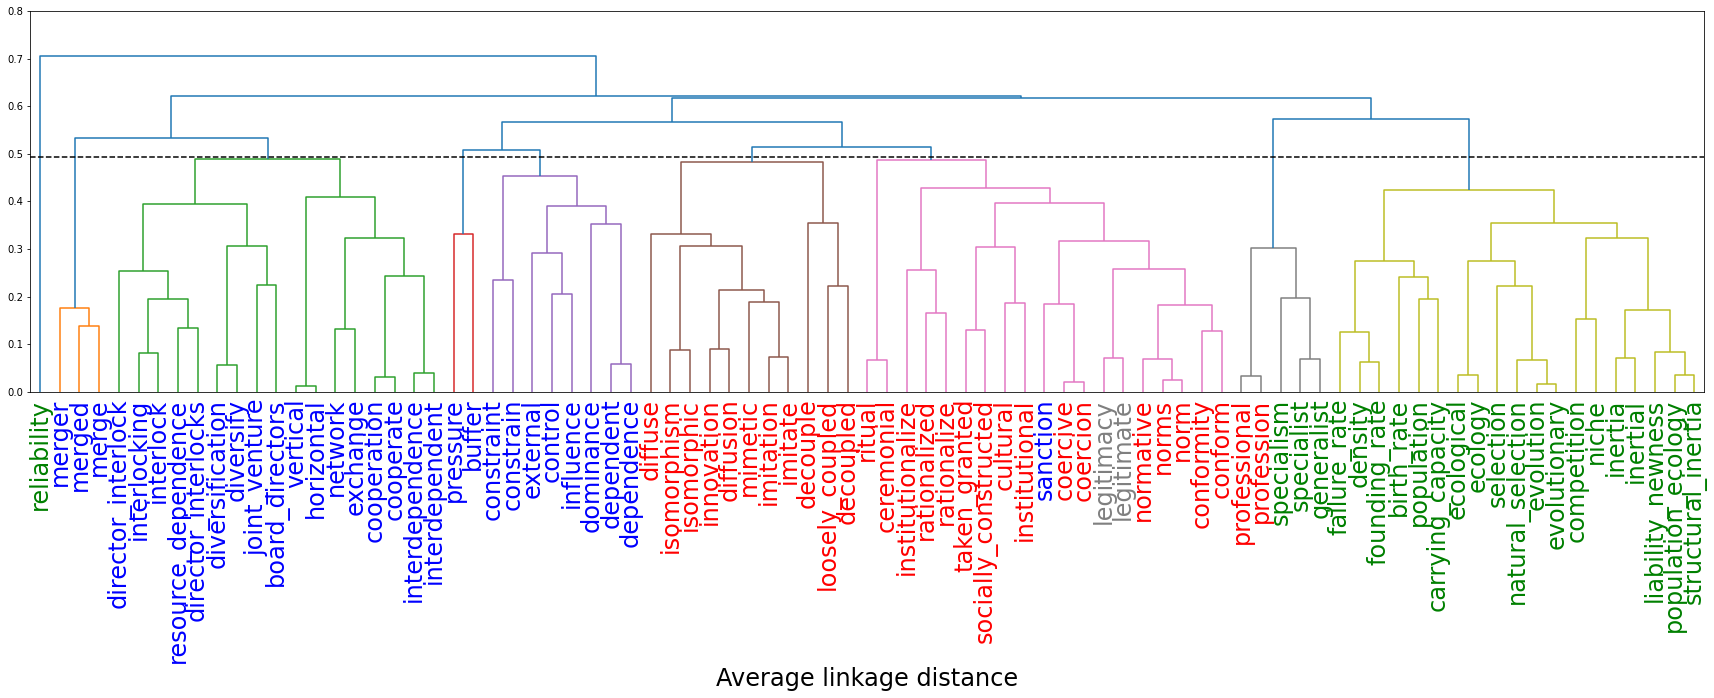 0.8
0.7
0.6
0.5
0.4
0.3
0.2
0.1
0.0
reliability
merger
merged
merge
director_interlock
interlocking
interlock
resource_dependence
director_interlocks
diversification
diversify
joint_venture
board_directors
vertical
horizontal
network
exchange
cooperation
cooperate
interdependence
interdependent
pressure
buffer
constraint
constrain
external
control
influence
dominance
dependent
dependence
diffuse
isomorphism
isomorphic
innovation
diffusion
mimetic
imitation
imitate
decouple
loosely_coupled
decoupled
ritual
ceremonial
institutionalize
rationalized
rationalize
taken_granted
socially_constructed
cultural
institutional
sanction
coercive
coercion
legitimacy
legitimate
normative
norms
norm
conformity
conform
professional
profession
specialism
specialist
generalist
failure_rate
density
founding_rate
birth_rate
population
carrying_capacity
ecological
ecology
selection
natural_selection
evolution
evolutionary
competition
niche
inertia
inertial
liability_newness
population_ecology
structural_inertia
Average linkage distance